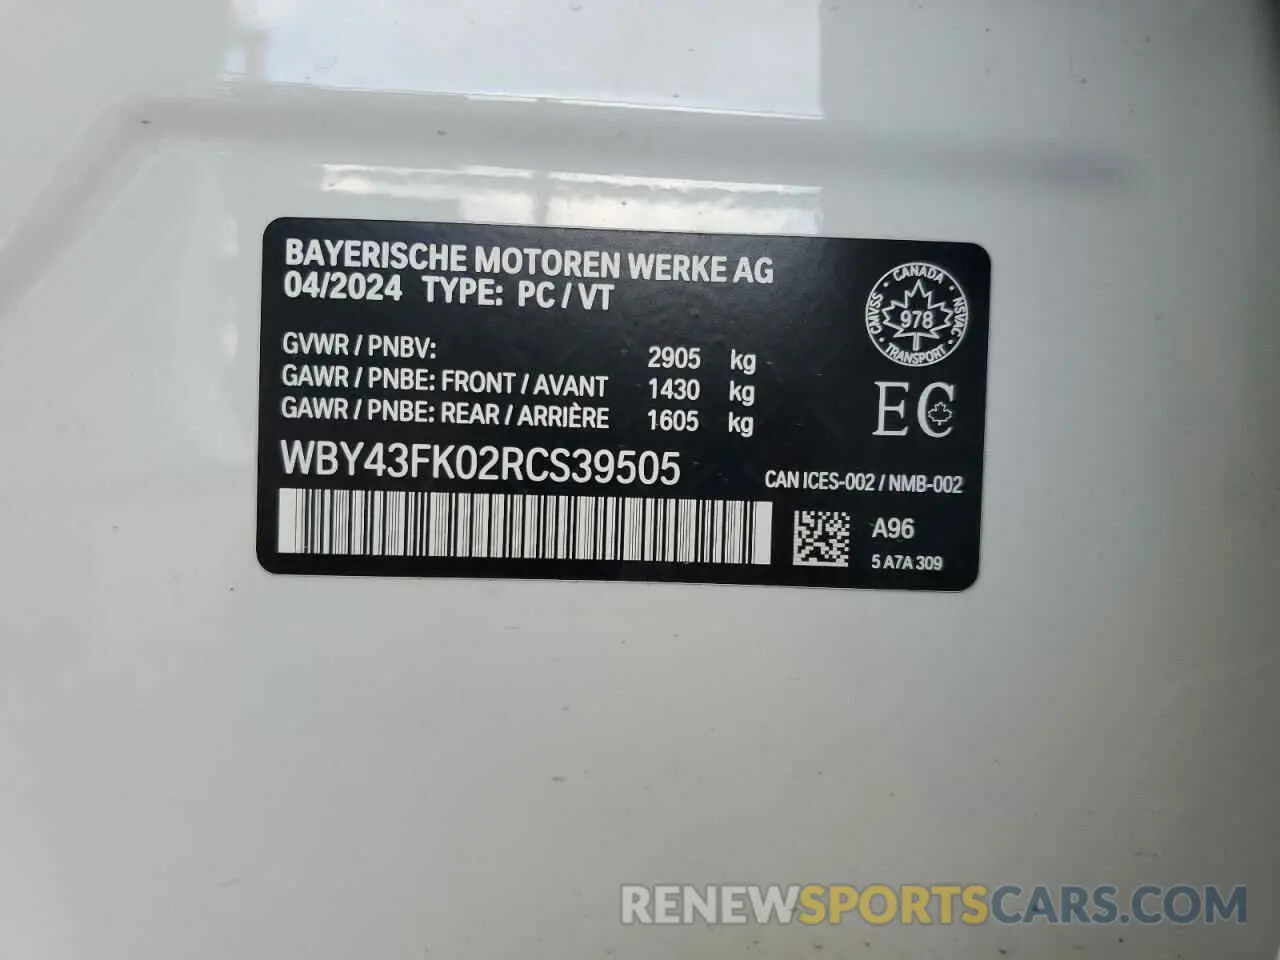 BAYERISCHE MOTOREN WERKE AG
04/2024 TYPE: PC / VT
GVWR / PNBV: 2905 kg
GAWR / PNBE: FRONT / AVANT 1430 kg
GAWR / PNBE: REAR / ARRIÈRE 1605 kg
WBY43FK02RCS39505
CANADA
CMVSS 978 NSVAC
TRANSPORT
EC
CAN ICES-002 / NMB-002
A96
5 A7A 309
RENEWSPORTSCARS.COM